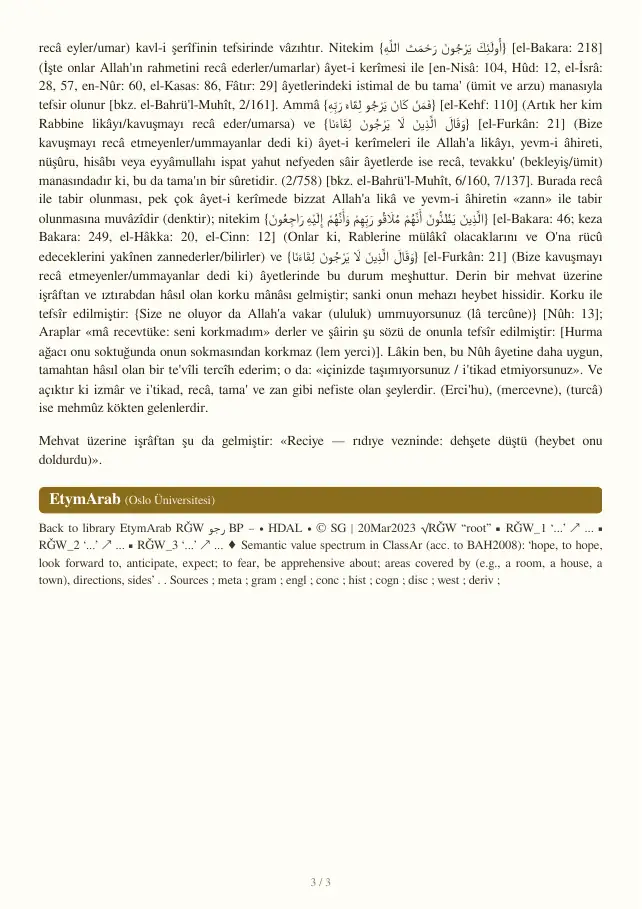 recâ eyler/umar) kavl-i şerîfinin tefsirinde vâzıhtır. Nitekim {أُولَئِكَ يَرْجُونَ رَحْمَتَ اللَّهِ} [el-Bakara: 218]
(İşte onlar Allah'ın rahmetini recâ ederler/umarlar) âyet-i kerîmesi ile [en-Nisâ: 104, Hûd: 12, el-İsrâ:
28, 57, en-Nûr: 60, el-Kasas: 86, Fâtır: 29] âyetlerindeki istimal de bu tama' (ümit ve arzu) manasıyla
tefsir olunur [bkz. el-Bahrü'l-Muhît, 2/161]. Ammâ {فَمَنْ كَانَ يَرْجُو لِقَاءَ رَبِّهِ} [el-Kehf: 110] (Artık her kim
Rabbine likâyı/kavuşmayı recâ eder/umarsa) ve {وَقَالَ الَّذِينَ لَا يَرْجُونَ لِقَاءَنَا} [el-Furkân: 21] (Bize
kavuşmayı recâ etmeyenler/ummayanlar dedi ki) âyet-i kerîmeleri ile Allah'a likâyı, yevm-i âhireti,
nüşûru, hisâbı veya eyyâmullahı ispat yahut nefyeden sâir âyetlerde ise recâ, tevakku' (bekleyiş/ümit)
manasındadır ki, bu da tama'ın bir sûretidir. (2/758) [bkz. el-Bahrü'l-Muhît, 6/160, 7/137]. Burada recâ
ile tabir olunması, pek çok âyet-i kerîmede bizzat Allah'a likâ ve yevm-i âhiretin «zann» ile tabir
olunmasına muvâzîdir (denktir); nitekim {الَّذِينَ يَظُنُّونَ أَنَّهُمْ مُلَاقُو رَبِّهِمْ وَأَنَّهُمْ إِلَيْهِ رَاجِعُونَ} [el-Bakara: 46; keza
Bakara: 249, el-Hâkka: 20, el-Cinn: 12] (Onlar ki, Rablerine mülâkî olacaklarını ve O'na rücû
edeceklerini yakînen zannederler/bilirler) ve {وَقَالَ الَّذِينَ لَا يَرْجُونَ لِقَاءَنَا} [el-Furkân: 21] (Bize kavuşmayı
recâ etmeyenler/ummayanlar dedi ki) âyetlerinde bu durum meşhuttur. Derin bir mehvat üzerine
işrâftan ve ıztırabdan hâsıl olan korku mânâsı gelmiştir; sanki onun mehazı heybet hissidir. Korku ile
tefsîr edilmiştir: {Size ne oluyor da Allah'a vakar (ululuk) ummuyorsunuz (lâ tercûne)} [Nûh: 13];
Araplar «mâ recevtüke: seni korkmadım» derler ve şâirin şu sözü de onunla tefsîr edilmiştir: [Hurma
ağacı onu soktuğunda onun sokmasından korkmaz (lem yerci)]. Lâkin ben, bu Nûh âyetine daha uygun,
tamahtan hâsıl olan bir te'vîli tercîh ederim; o da: «içinizde taşımıyorsunuz / i'tikad etmiyorsunuz». Ve
açıktır ki izmâr ve i'tikad, recâ, tama' ve zan gibi nefiste olan şeylerdir. (Erci'hu), (mercevne), (turcâ)
ise mehmûz kökten gelenlerdir.
Mehvat üzerine işrâftan şu da gelmiştir: «Reciye — rıdıye vezninde: dehşete düştü (heybet onu
doldurdu)».
EtymArab (Oslo Üniversitesi)
Back to library EtymArab RĞW رجو BP – • HDAL • © SG | 20Mar2023 √RĞW “root” ▪ RĞW_1 ‘...’ ↗ ... ▪
RĞW_2 ‘...’ ↗ ... ▪ RĞW_3 ‘...’ ↗ ... ♦ Semantic value spectrum in ClassAr (acc. to BAH2008): ‘hope, to hope,
look forward to, anticipate, expect; to fear, be apprehensive about; areas covered by (e.g., a room, a house, a
town), directions, sides’ . . Sources ; meta ; gram ; engl ; conc ; hist ; cogn ; disc ; west ; deriv ;
3 / 3